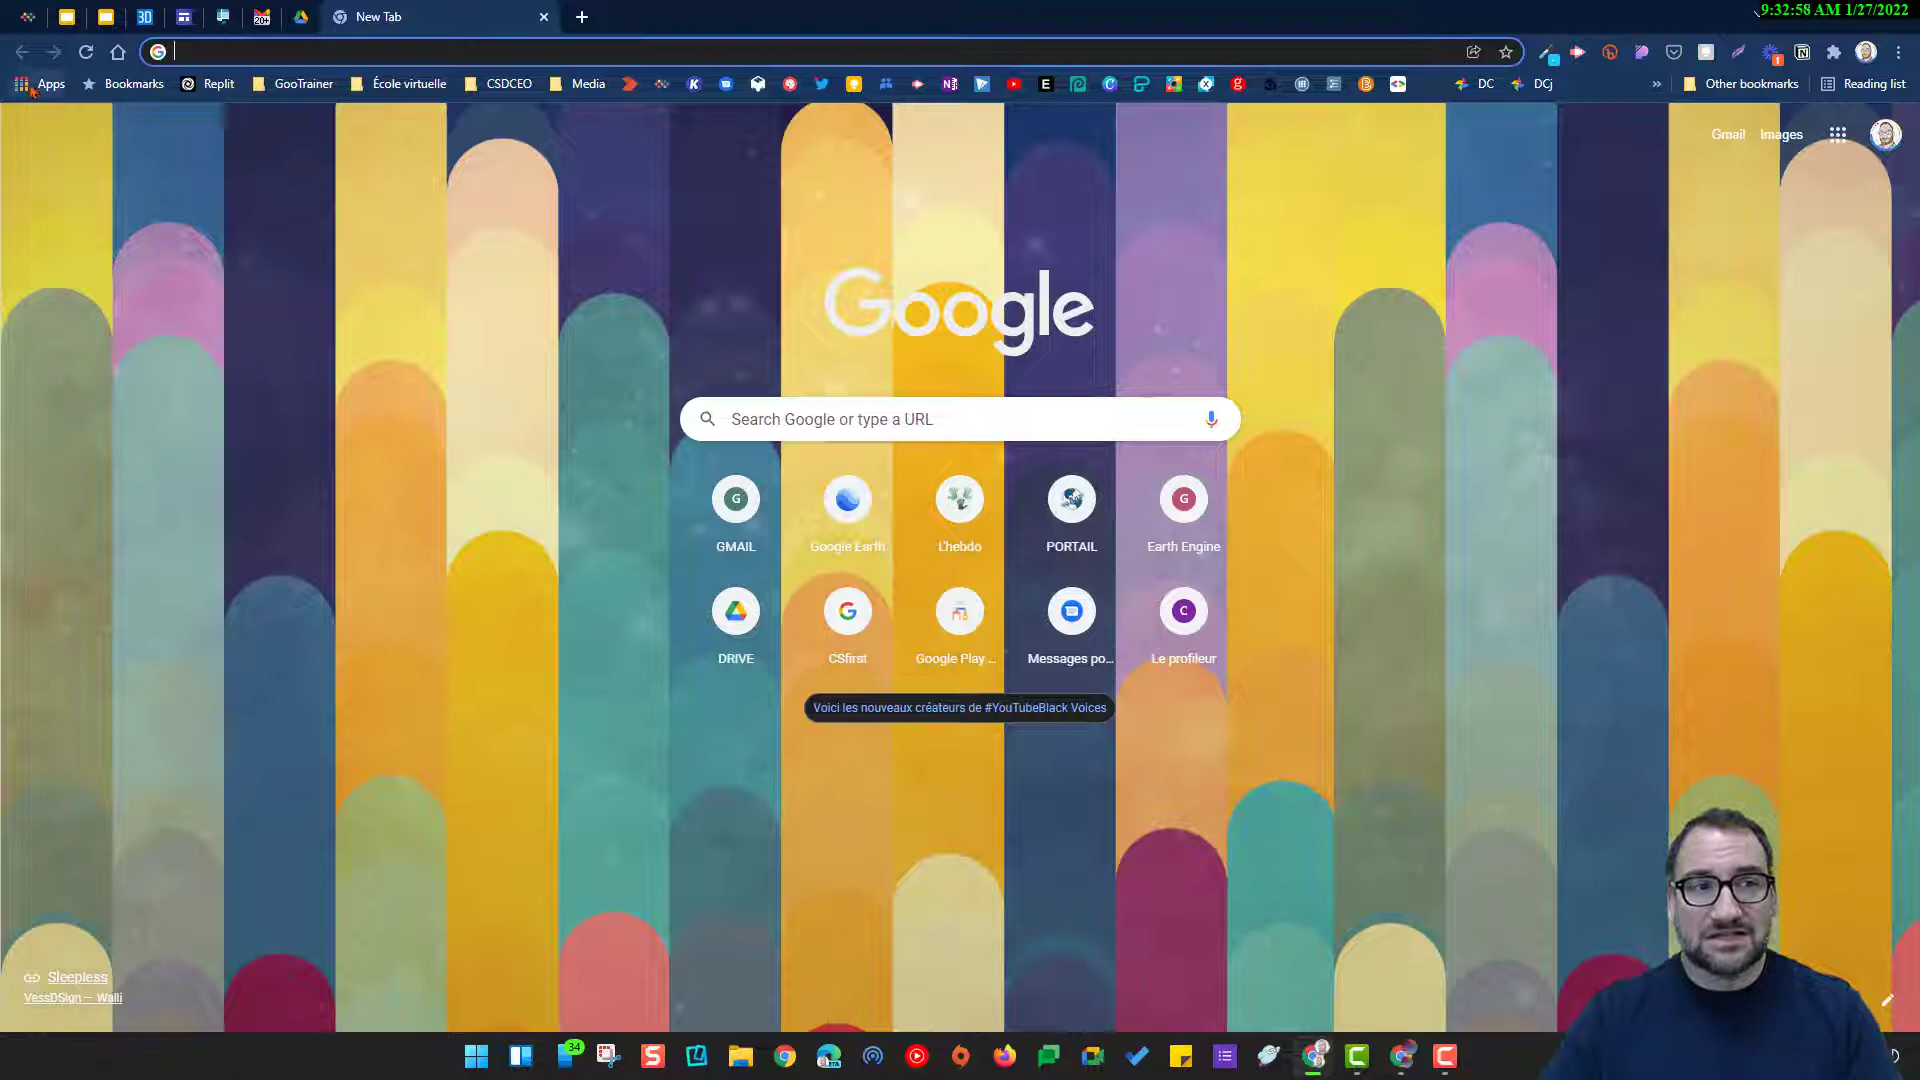 20+
New Tab
9:32:58 AM 1/27/2022
Apps
Bookmarks
Replit
GooTrainer
École virtuelle
CSDCEO
Media
DC
DCj
Other bookmarks
Reading list
Gmail
Images
Google
Search Google or type a URL
GMAIL
Google Earth
L'hebdo
PORTAIL
Earth Engine
DRIVE
CSfirst
Google Play ...
Messages po...
Le profileur
Voici les nouveaux créateurs de #YouTubeBlack Voices
Sleepless
VessDSign — Walli
34